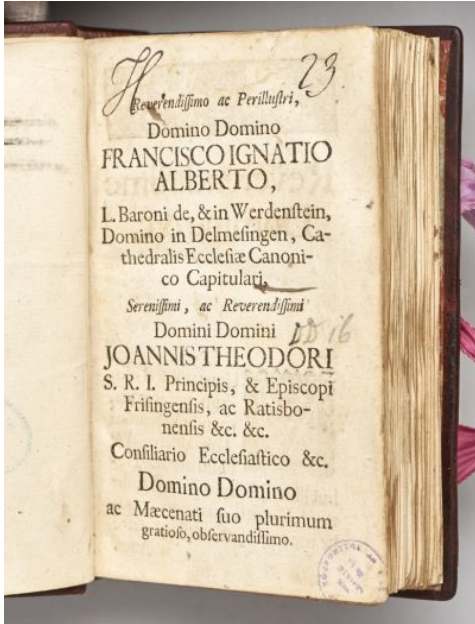 H 23
Reverendissimo ac Perillustri,
Domino Domino
FRANCISCO IGNATIO
ALBERTO,
L. Baroni de, & in Werdenstein,
Domino in Delmesingen, Ca-
thedralis Ecclesiæ Canoni-
co Capitulari,
Serenissimi, ac Reverendissimi
Domini Domini
JOANNIS THEODORI
S. R. I. Principis, & Episcopi
Frisingensis, ac Ratisbo-
nensis &c. &c.
Consiliario Ecclesiastico &c.
Domino Domino
ac Mæcenati suo plurimum
gratioso, observandissimo.